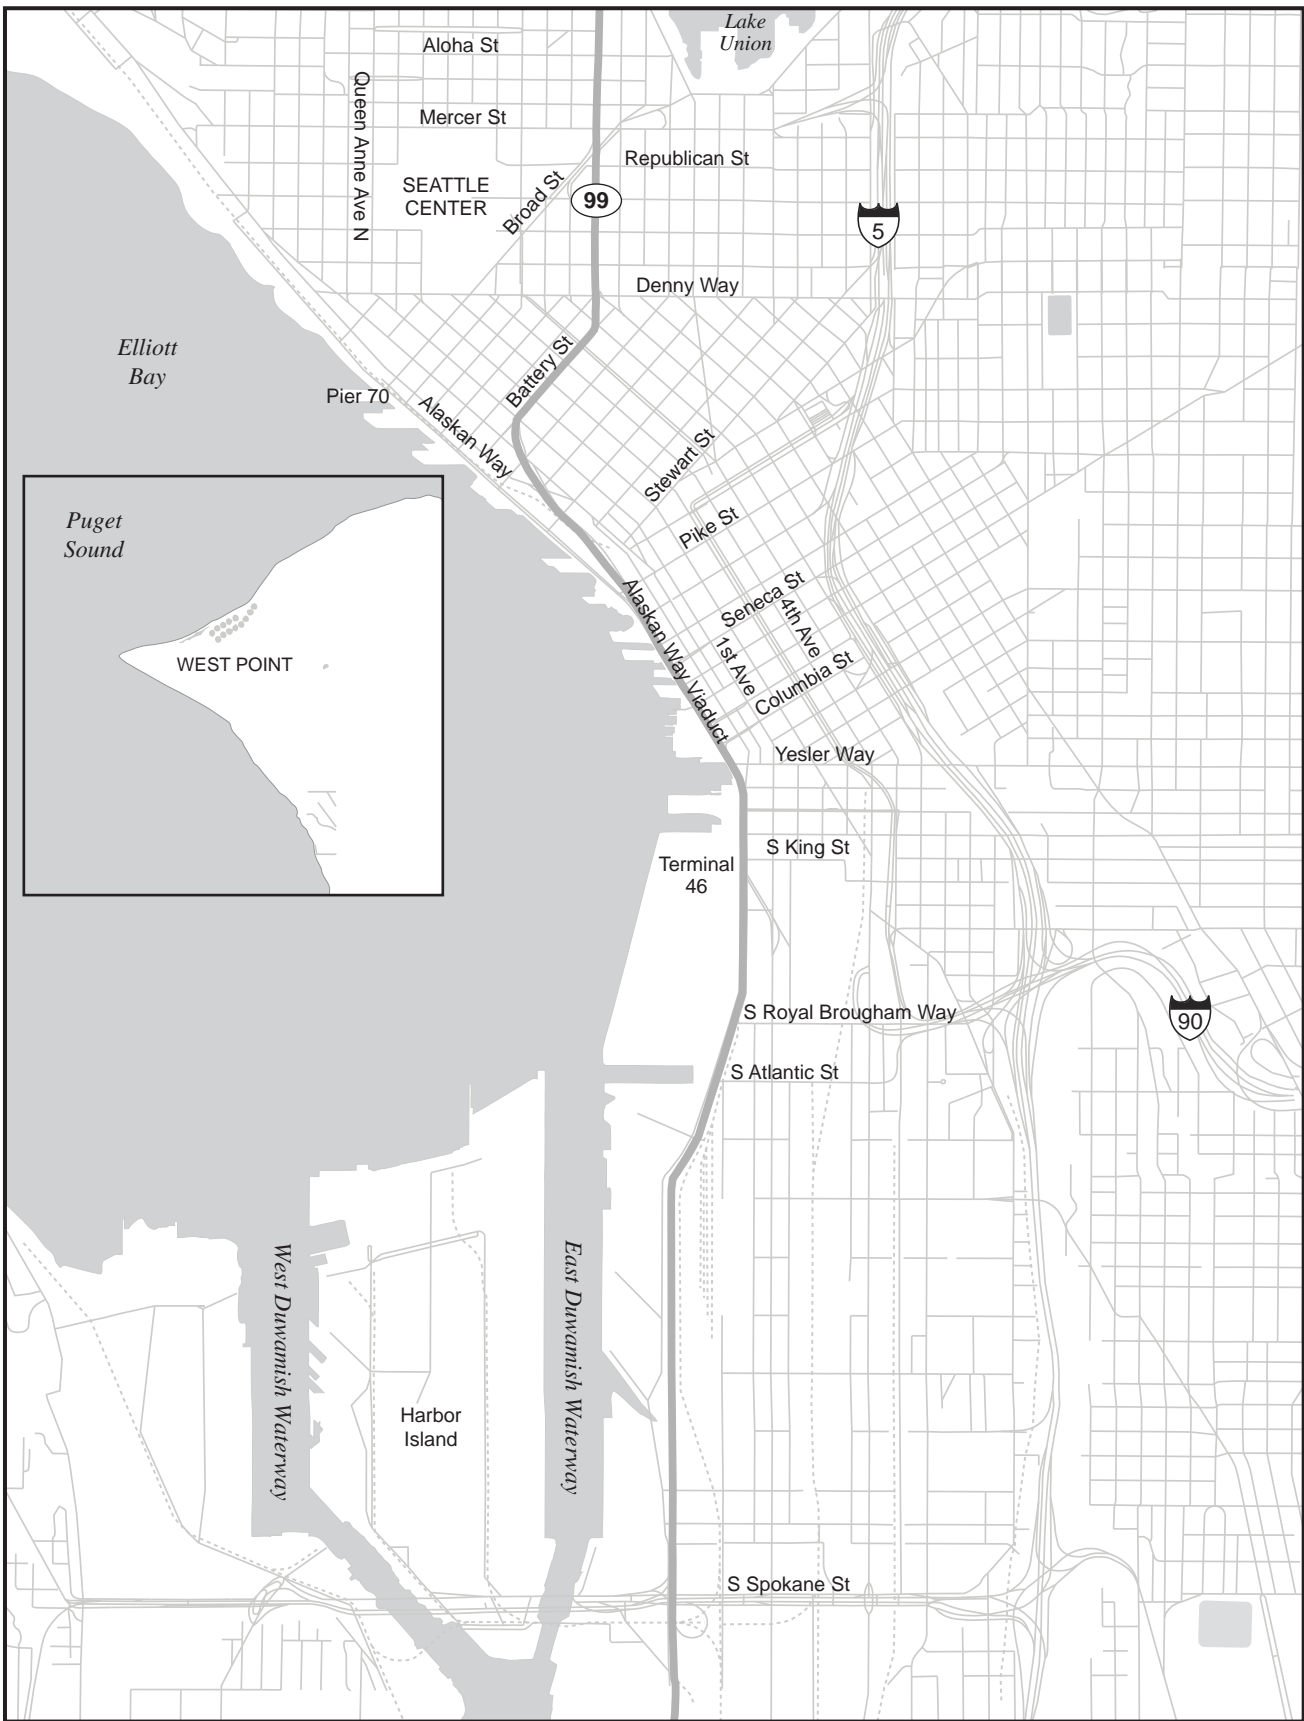 Lake
Union
Aloha St
Queen Anne Ave N
Mercer St
Republican St
SEATTLE
CENTER
Broad St
99
5
Denny Way
Elliott
Bay
Battery St
Pier 70
Alaskan Way
Stewart St
Puget
Sound
Pike St
Seneca St
4th Ave
Alaskan Way Viaduct
1st Ave
Columbia St
WEST POINT
Yesler Way
S King St
Terminal
46
S Royal Brougham Way
90
S Atlantic St
West Duwamish Waterway
East Duwamish Waterway
Harbor
Island
S Spokane St